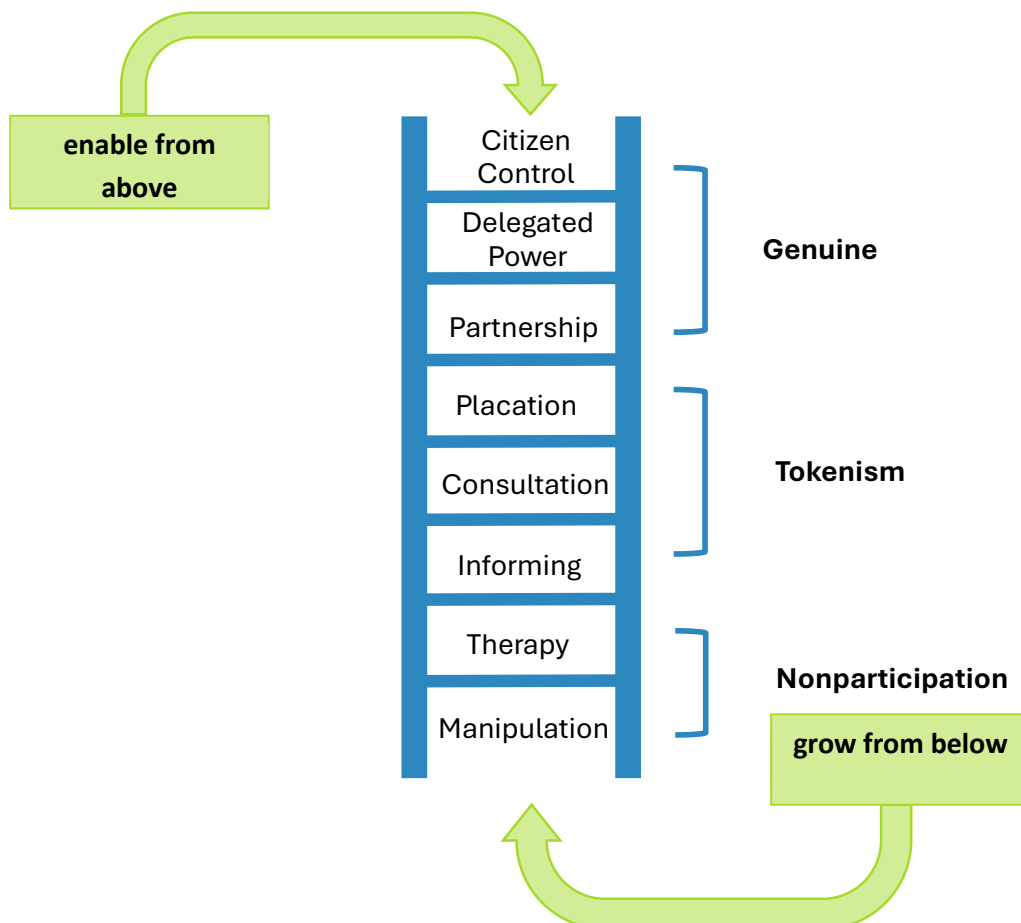 enable from
above
Citizen
Control
Delegated
Power
Genuine
Partnership
Placation
Consultation
Tokenism
Informing
Therapy
Nonparticipation
Manipulation
grow from below